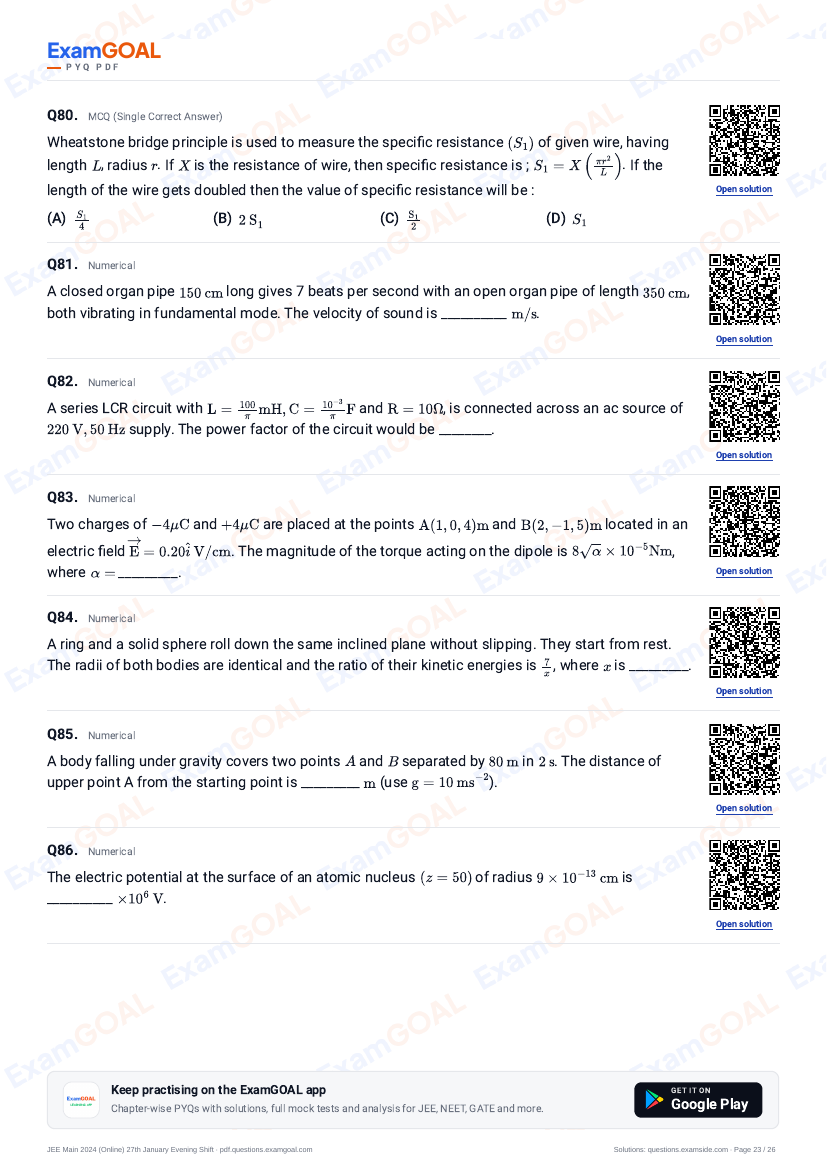 ExamGOAL
PYQ PDF
Q80. MCQ (Single Correct Answer)
Wheatstone bridge principle is used to measure the specific resistance (S₁) of given wire, having
length L, radius r. If X is the resistance of wire, then specific resistance is ; S₁ = X (πr²/L). If the
length of the wire gets doubled then the value of specific resistance will be :
(A) S₁/4 (B) 2 S₁ (C) S₁/2 (D) S₁
Open solution
Q81. Numerical
A closed organ pipe 150 cm long gives 7 beats per second with an open organ pipe of length 350 cm,
both vibrating in fundamental mode. The velocity of sound is __________ m/s.
Open solution
Q82. Numerical
A series LCR circuit with L = 100/π mH, C = 10⁻³/π F and R = 10Ω, is connected across an ac source of
220 V, 50 Hz supply. The power factor of the circuit would be ________.
Open solution
Q83. Numerical
Two charges of −4μC and +4μC are placed at the points A(1, 0, 4)m and B(2, −1, 5)m located in an
electric field E⃗ = 0.20î V/cm. The magnitude of the torque acting on the dipole is 8√α × 10⁻⁵Nm,
where α = _________.
Open solution
Q84. Numerical
A ring and a solid sphere roll down the same inclined plane without slipping. They start from rest.
The radii of both bodies are identical and the ratio of their kinetic energies is 7/x, where x is _________.
Open solution
Q85. Numerical
A body falling under gravity covers two points A and B separated by 80 m in 2 s. The distance of
upper point A from the starting point is _________ m (use g = 10 ms⁻²).
Open solution
Q86. Numerical
The electric potential at the surface of an atomic nucleus (z = 50) of radius 9 × 10⁻¹³ cm is
__________ ×10⁶ V.
Open solution
Keep practising on the ExamGOAL app
Chapter-wise PYQs with solutions, full mock tests and analysis for JEE, NEET, GATE and more.
GET IT ON
Google Play
JEE Main 2024 (Online) 27th January Evening Shift · pdf.questions.examgoal.com
Solutions: questions.examside.com · Page 23 / 26